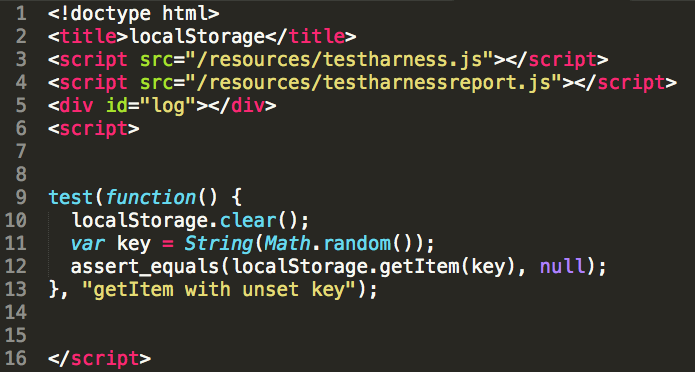 1 <!doctype html>
2 <title>localStorage</title>
3 <script src="/resources/testharness.js"></script>
4 <script src="/resources/testharnessreport.js"></script>
5 <div id="log"></div>
6 <script>
7
8
9 test(function() {
10   localStorage.clear();
11   var key = String(Math.random());
12   assert_equals(localStorage.getItem(key), null);
13 }, "getItem with unset key");
14
15
16 </script>